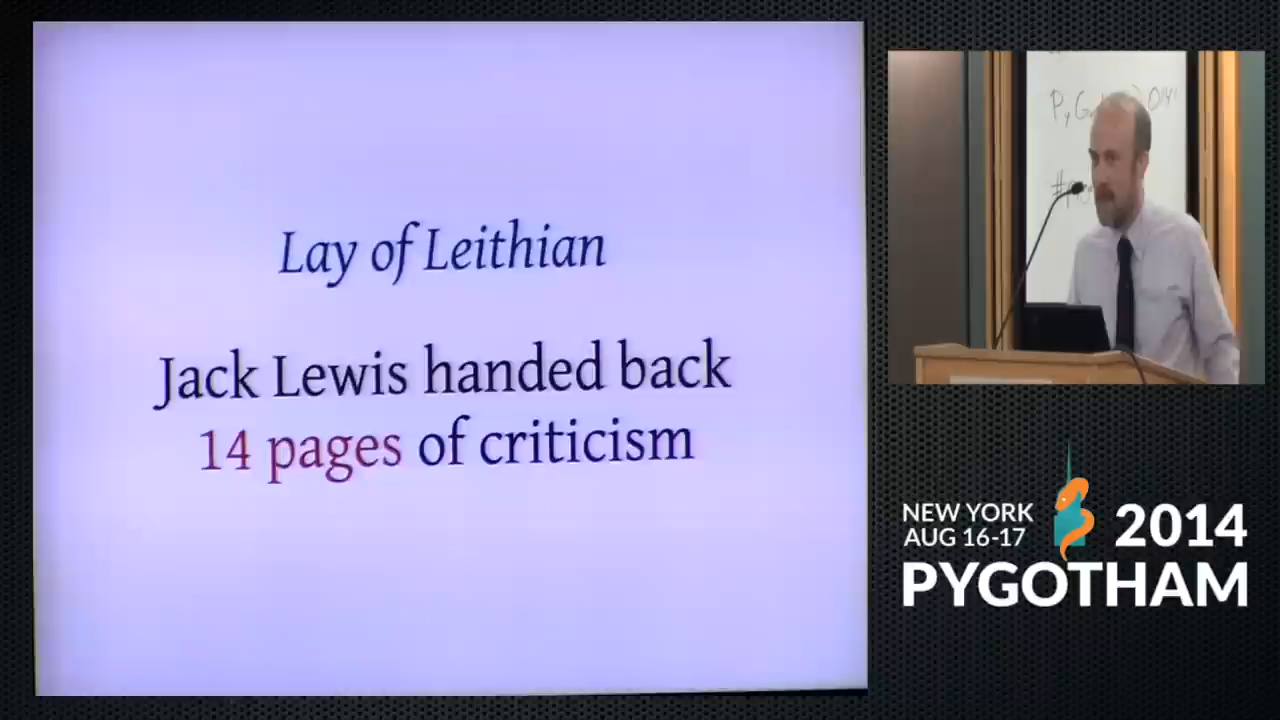 Lay of Leithian
Jack Lewis handed back
14 pages of criticism
NEW YORK
AUG 16-17
2014
PYGOTHAM